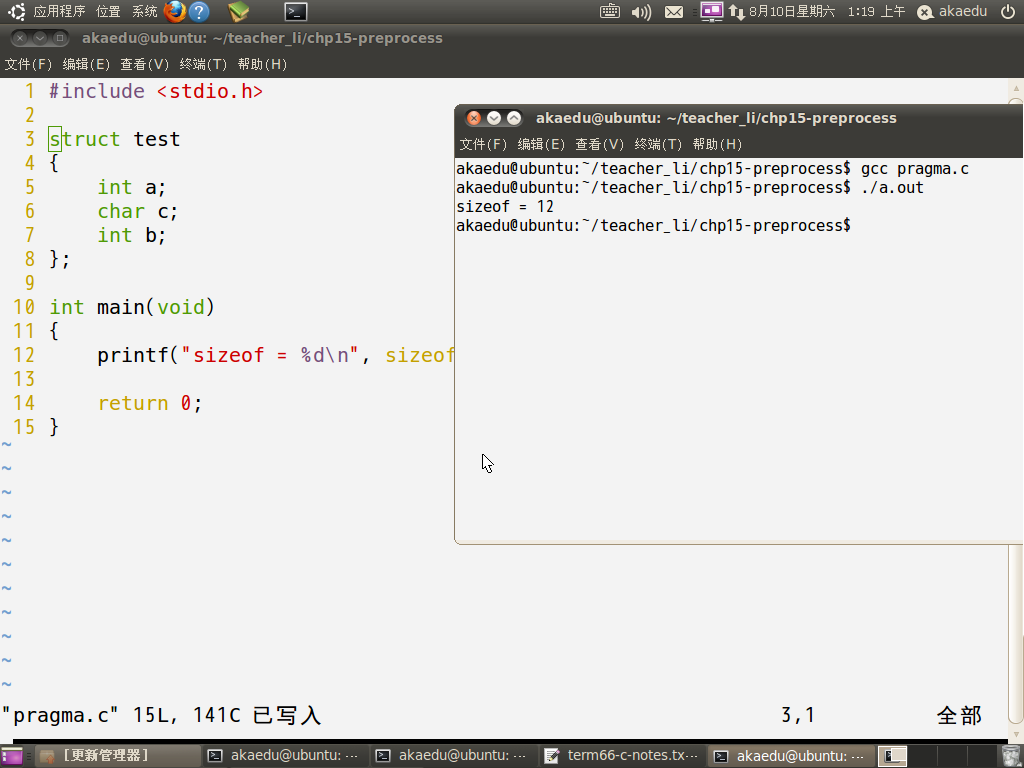 应用程序 位置 系统 8月10日星期六 1:19 上午 akaedu
akaedu@ubuntu: ~/teacher_li/chp15-preprocess
文件(F) 编辑(E) 查看(V) 终端(T) 帮助(H)
1 #include <stdio.h>
2
3 struct test
4 {
5     int a;
6     char c;
7     int b;
8 };
9
10 int main(void)
11 {
12     printf("sizeof = %d\n", sizeof
13
14     return 0;
15 }
~
~
~
~
~
~
~
~
~
~
~
"pragma.c" 15L, 141C 已写入 3,1 全部
akaedu@ubuntu: ~/teacher_li/chp15-preprocess
文件(F) 编辑(E) 查看(V) 终端(T) 帮助(H)
akaedu@ubuntu:~/teacher_li/chp15-preprocess$ gcc pragma.c
akaedu@ubuntu:~/teacher_li/chp15-preprocess$ ./a.out
sizeof = 12
akaedu@ubuntu:~/teacher_li/chp15-preprocess$
[更新管理器] akaedu@ubuntu: ... akaedu@ubuntu: ... term66-c-notes.tx... akaedu@ubuntu: ...